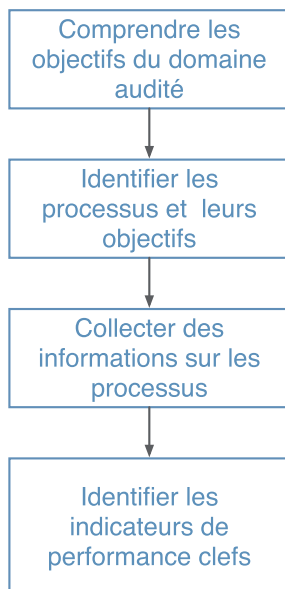 Comprendre les
objectifs du domaine
audité
Identifier les
processus et leurs
objectifs
Collecter des
informations sur les
processus
Identifier les
indicateurs de
performance clefs